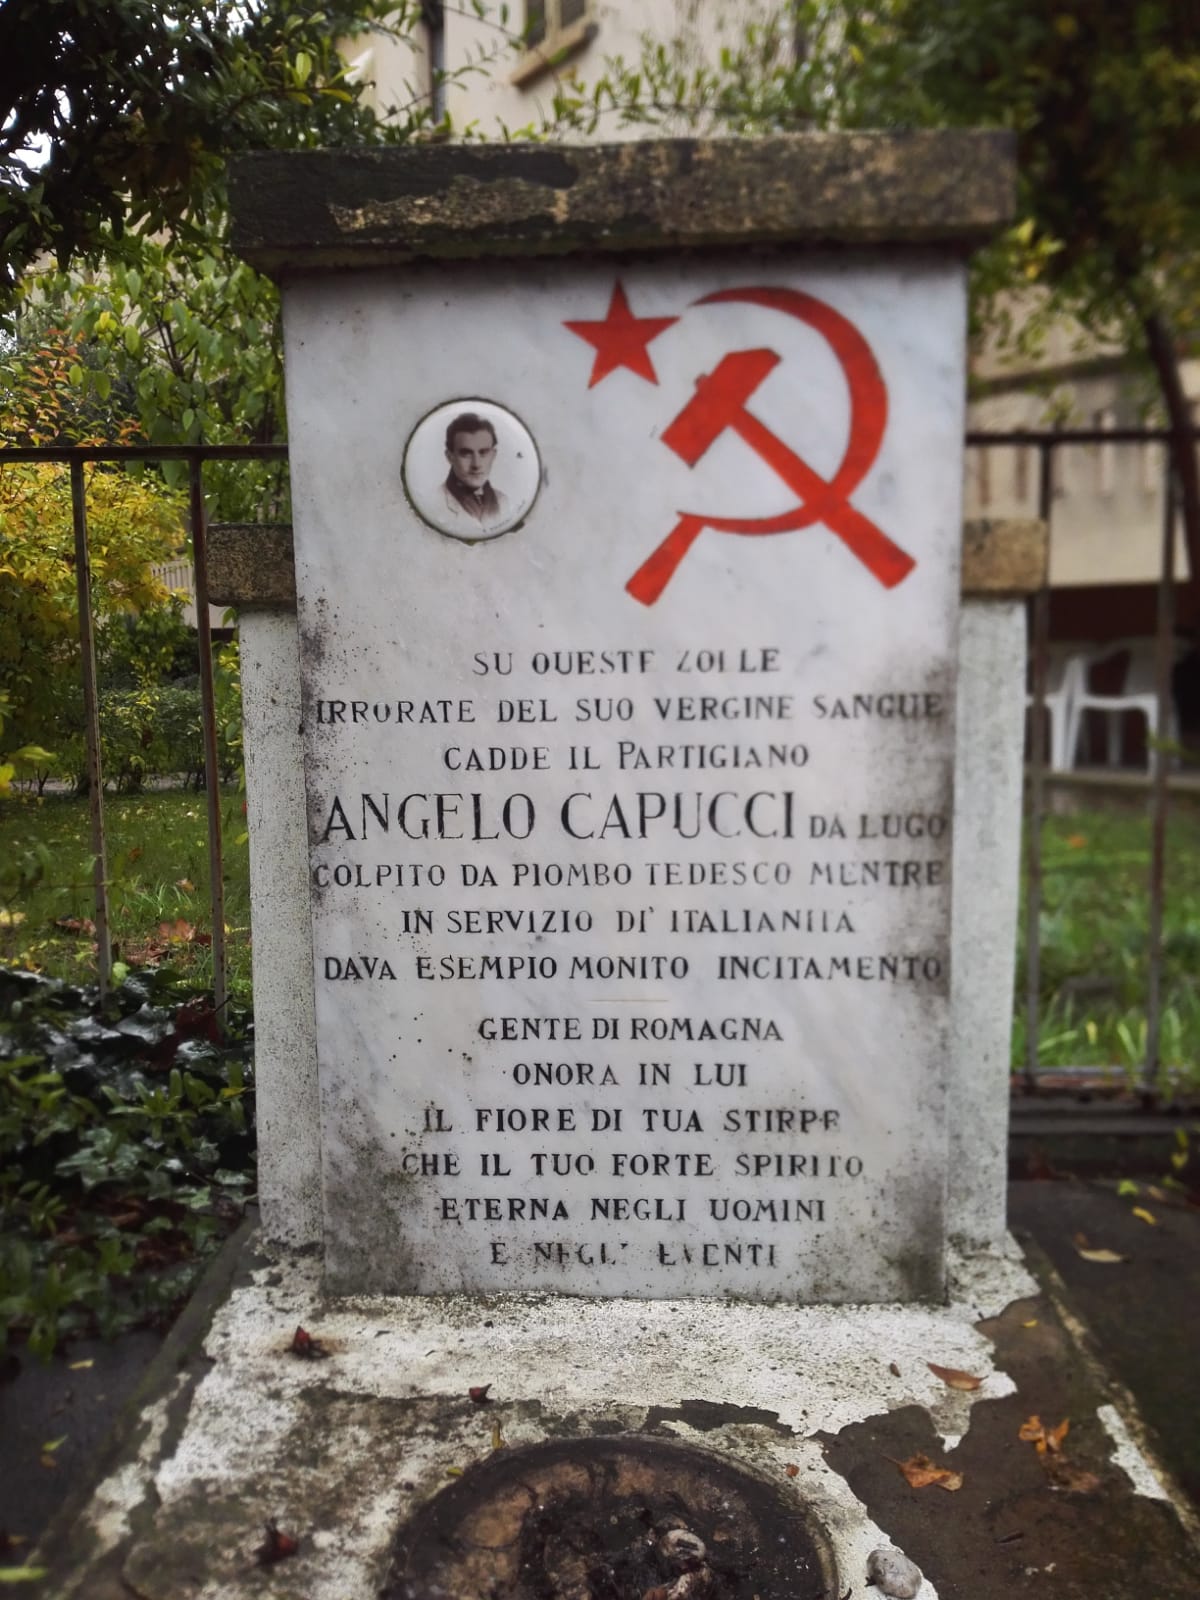 SU QUESTE ZOLLE
IRRORATE DEL SUO VERGINE SANGUE
CADDE IL PARTIGIANO
ANGELO CAPUCCI DA LUGO
COLPITO DA PIOMBO TEDESCO MENTRE
IN SERVIZIO DI' ITALIANITA
DAVA ESEMPIO MONITO INCITAMENTO
GENTE DI ROMAGNA
ONORA IN LUI
IL FIORE DI TUA STIRPE
CHE IL TUO FORTE SPIRITO
ETERNA NEGLI UOMINI
E NEGL' EVENTI